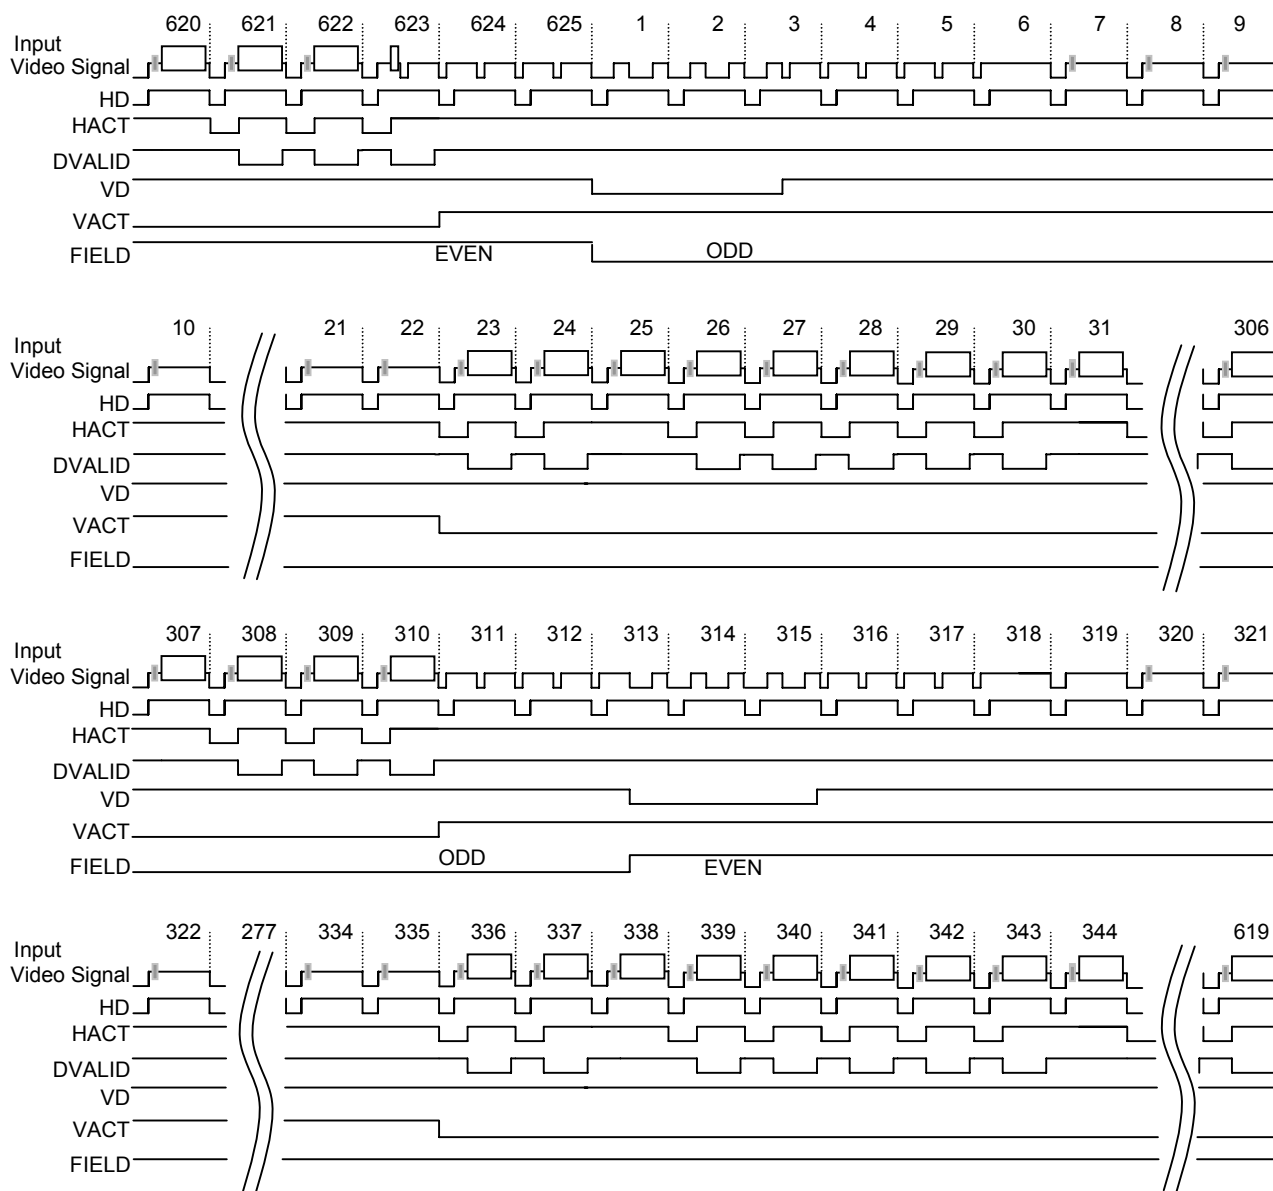 620 621 622 623 624 625 1 2 3 4 5 6 7 8 9
Input
Video Signal
HD
HACT
DVALID
VD
VACT
FIELD EVEN ODD
10 21 22 23 24 25 26 27 28 29 30 31 306
Input
Video Signal
HD
HACT
DVALID
VD
VACT
FIELD
307 308 309 310 311 312 313 314 315 316 317 318 319 320 321
Input
Video Signal
HD
HACT
DVALID
VD
VACT
FIELD ODD EVEN
322 277 334 335 336 337 338 339 340 341 342 343 344 619
Input
Video Signal
HD
HACT
DVALID
VD
VACT
FIELD